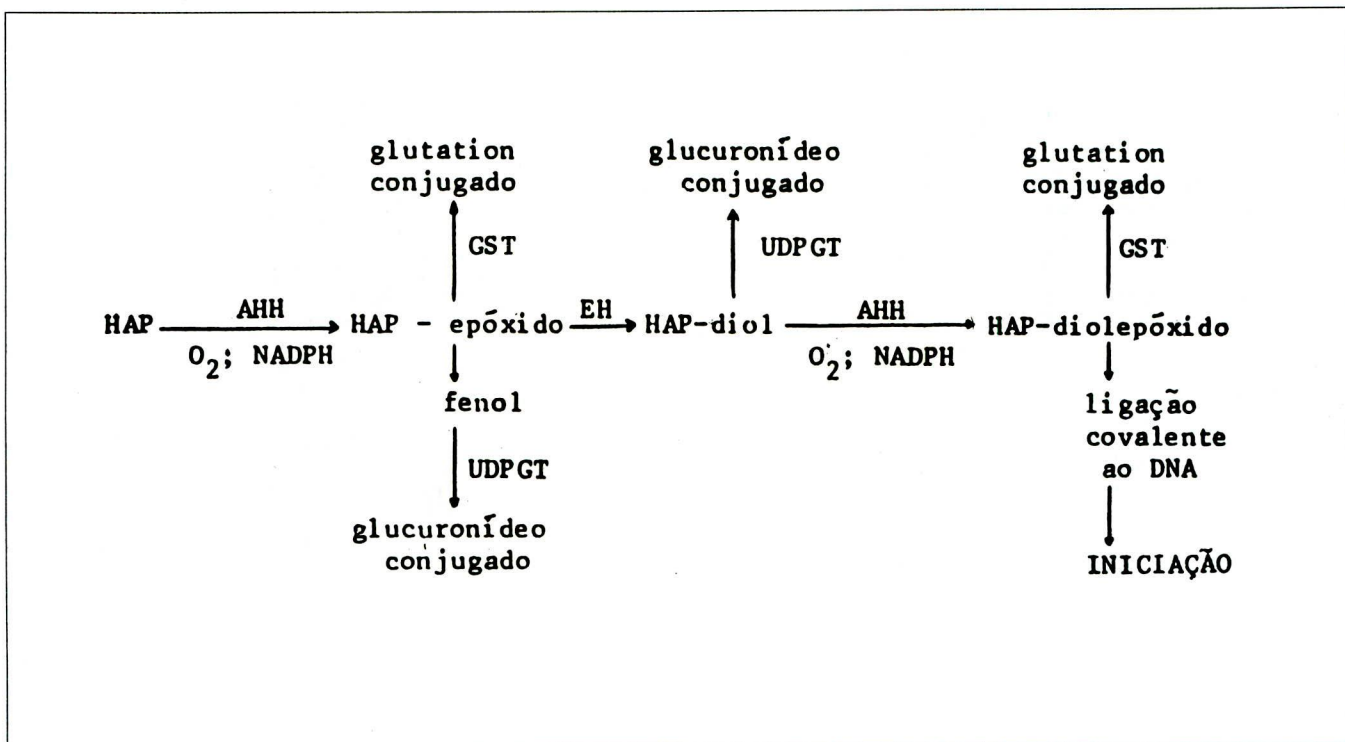 glutation
conjugado
glucuronídeo
conjugado
glutation
conjugado
GST
UDPGT
GST
HAP AHH HAP - epóxido EH HAP-diol AHH HAP-diolepóxido
O2; NADPH
O2; NADPH
fenol
ligação
covalente
ao DNA
UDPGT
glucuronídeo
conjugado
INICIAÇÃO